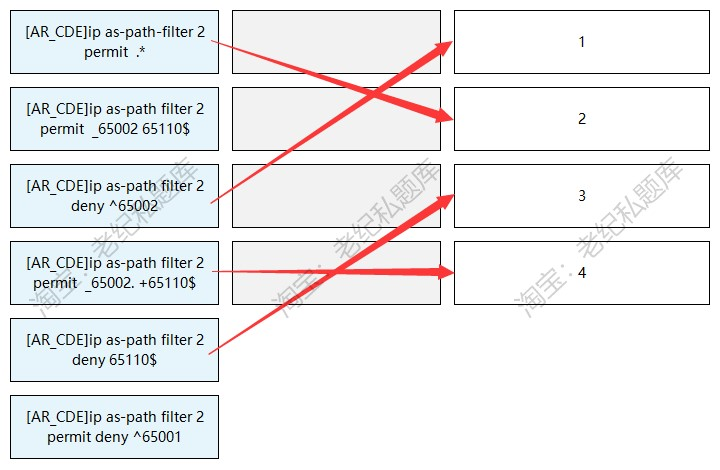 [AR_CDE]ip as-path-filter 2
permit .*
1
[AR_CDE]ip as-path filter 2
permit _65002 65110$
2
[AR_CDE]ip as-path filter 2
deny ^65002
3
[AR_CDE]ip as-path filter 2
permit _65002. +65110$
4
[AR_CDE]ip as-path filter 2
deny 65110$
[AR_CDE]ip as-path filter 2
permit deny ^65001
淘宝：老纪私题库
淘宝：老纪私题库
淘宝：老纪私题库